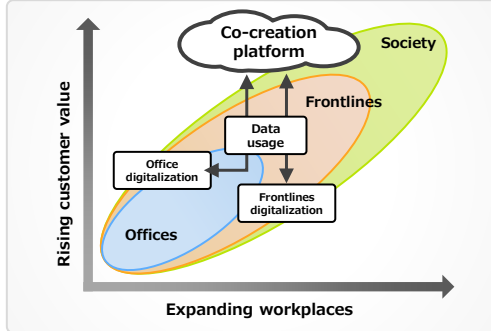 Co-creation
platform
Society
Frontlines
Data
usage
Office
digitalization
Frontlines
digitalization
Offices
Rising customer value
Expanding workplaces